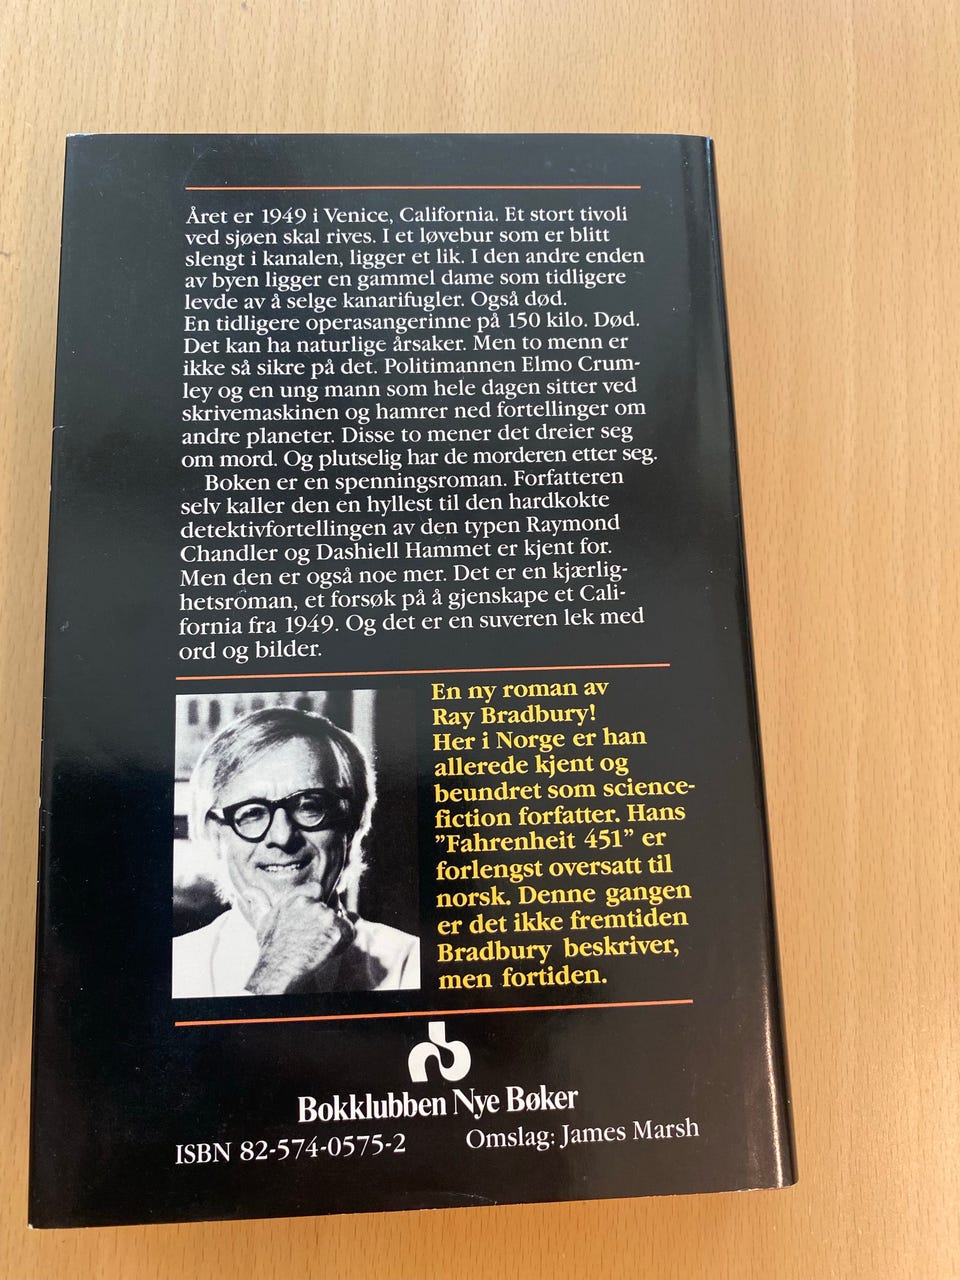 Året er 1949 i Venice, California. Et stort tivoli
ved sjøen skal rives. I et løvebur som er blitt
slengt i kanalen, ligger et lik. I den andre enden
av byen ligger en gammel dame som tidligere
levde av å selge kanarifugler. Også død.
En tidligere operasangerinne på 150 kilo. Død.
Det kan ha naturlige årsaker. Men to menn er
ikke så sikre på det. Politimannen Elmo Crum-
ley og en ung mann som hele dagen sitter ved
skrivemaskinen og hamrer ned fortellinger om
andre planeter. Disse to mener det dreier seg
om mord. Og plutselig har de morderen etter seg.
Boken er en spenningsroman. Forfatteren
selv kaller den en hyllest til den hardkokte
detektivfortellingen av den typen Raymond
Chandler og Dashiell Hammet er kjent for.
Men den er også noe mer. Det er en kjærlig-
hetsroman, et forsøk på å gjenskape et Cali-
fornia fra 1949. Og det er en suveren lek med
ord og bilder.
En ny roman av
Ray Bradbury!
Her i Norge er han
allerede kjent og
beundret som science-
fiction forfatter. Hans
”Fahrenheit 451” er
forlengst oversatt til
norsk. Denne gangen
er det ikke fremtiden
Bradbury beskriver,
men fortiden.
Bokklubben Nye Bøker
ISBN 82-574-0575-2 Omslag: James Marsh